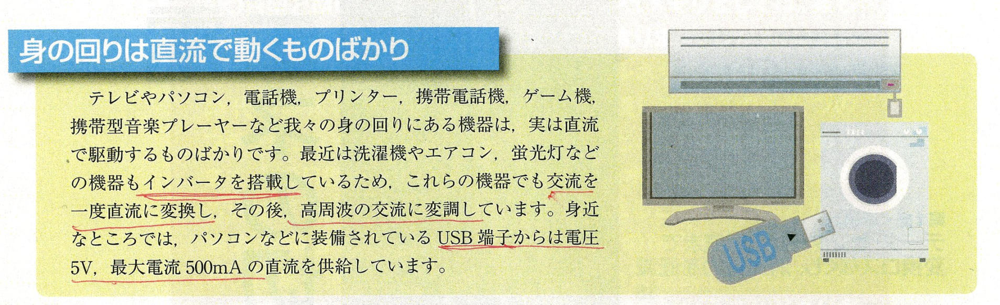 身の回りは直流で動くものばかり
テレビやパソコン，電話機，プリンター，携帯電話機，ゲーム機，
携帯型音楽プレーヤーなど我々の身の回りにある機器は，実は直流
で駆動するものばかりです。最近は洗濯機やエアコン，蛍光灯など
の機器もインバータを搭載しているため，これらの機器でも交流を
一度直流に変換し，その後，高周波の交流に変調しています。身近
なところでは，パソコンなどに装備されている USB 端子からは電圧
5V，最大電流 500mA の直流を供給しています。
USB